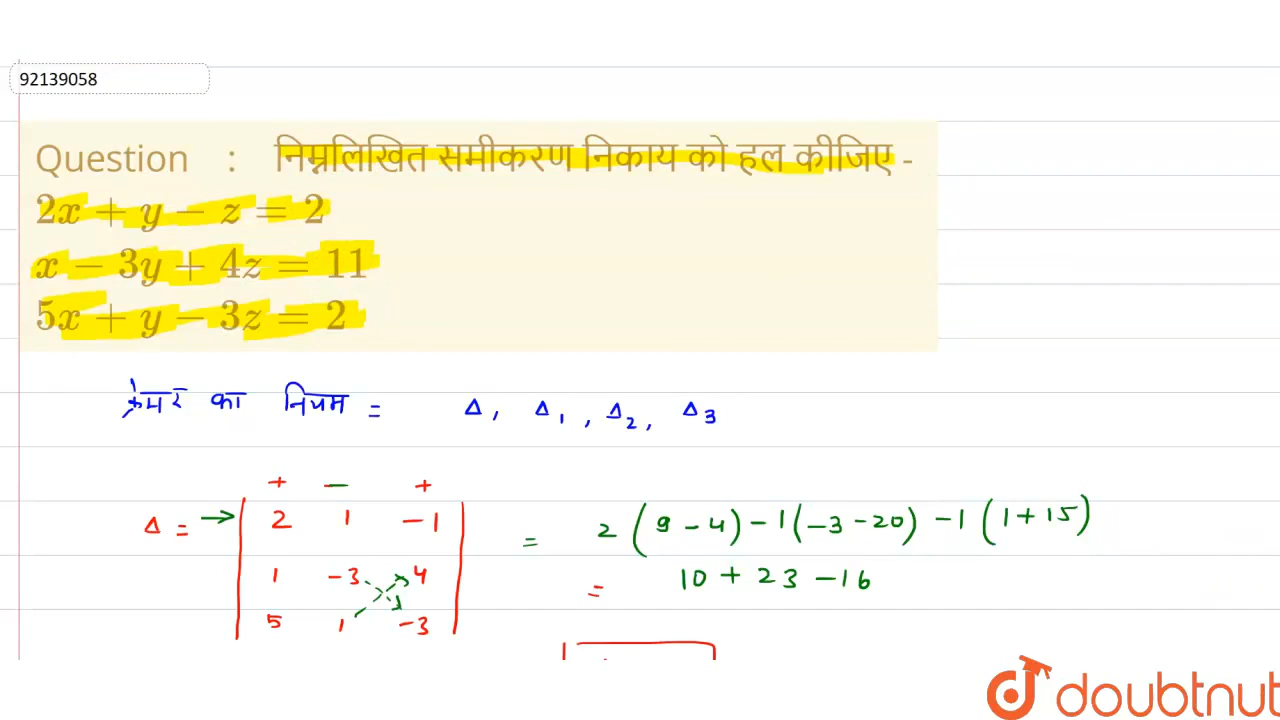 92139058
Question : निम्नलिखित समीकरण निकाय को हल कीजिए -
2x + y − z = 2
x − 3y + 4z = 11
5x + y − 3z = 2
क्रेमर का नियम = Δ, Δ1, Δ2, Δ3
+ − +
Δ = → | 2 1 −1 | = 2 (9 − 4) − 1(−3 − 20) − 1 (1 + 15)
1 −3 4 = 10 + 23 − 16
5 1 −3
doubtnut